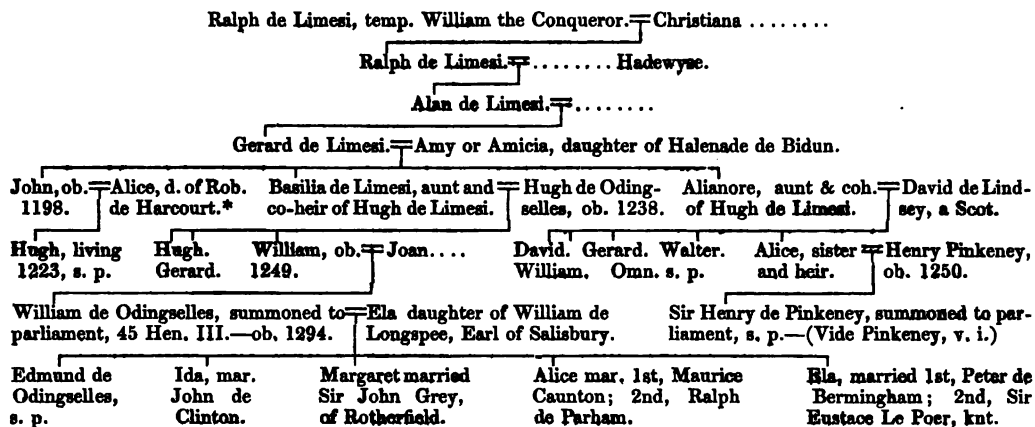 Ralph de Limesi, temp. William the Conqueror.=Christiana ........
Ralph de Limesi.=........ Hadewyse.
Alan de Limesi.=........
Gerard de Limesi.=Amy or Amicia, daughter of Halenade de Bidun.
John, ob.=Alice, d. of Rob. Basilia de Limesi, aunt and=Hugh de Oding- Alianore, aunt & coh.=David de Lind-
1198. de Harcourt.* co-heir of Hugh de Limesi. selles, ob. 1238. of Hugh de Limesi. sey, a Scot.
Hugh, living Hugh. William, ob.=Joan.... David. Gerard. Walter. Alice, sister=Henry Pinkeney,
1223, s. p. Gerard. 1249. William. Omn. s. p. and heir. ob. 1250.
William de Odingselles, summoned to=Ela daughter of William de Sir Henry de Pinkeney, summoned to par-
parliament, 45 Hen. III.—ob. 1294. Longspee, Earl of Salisbury. liament, s. p.—(Vide Pinkeney, v. i.)
Edmund de Ida, mar. Margaret married Alice mar. 1st, Maurice Ela, married 1st, Peter de
Odingselles, John de Sir John Grey, Caunton; 2nd, Ralph Bermingham; 2nd, Sir
s. p. Clinton. of Rotherfield. de Parham. Eustace Le Poer, knt.